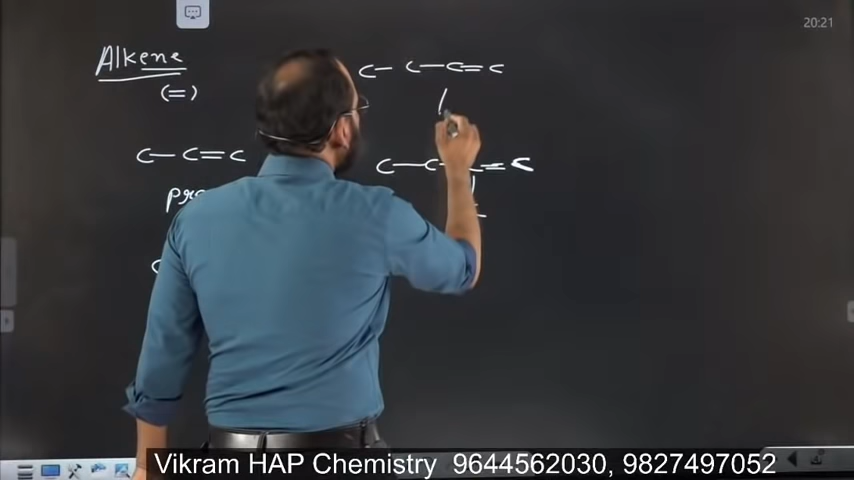 20:21
Alkene
(=)
C – C – C = C
C – C = C
C – C – C = C
Vikram HAP Chemistry 9644562030, 9827497052